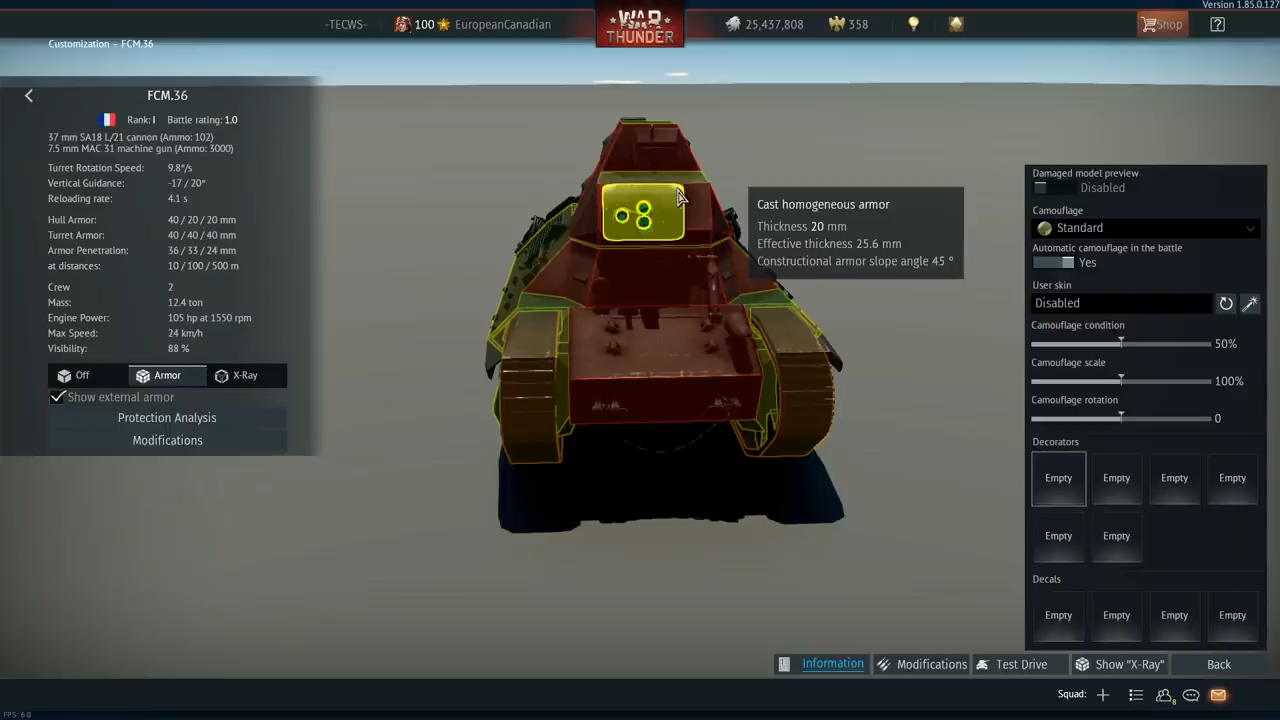 Version 1.85.0.127
-TECWS- 100 EuropeanCanadian
WAR THUNDER
25,437,808 358
Shop
Customization - FCM.36
FCM.36
Rank: I Battle rating: 1.0
37 mm SA18 L/21 cannon (Ammo: 102)
7.5 mm MAC 31 machine gun (Ammo: 3000)
Turret Rotation Speed: 9.8°/s
Vertical Guidance: -17 / 20°
Reloading rate: 4.1 s
Hull Armor: 40 / 20 / 20 mm
Turret Armor: 40 / 40 / 40 mm
Armor Penetration: 36 / 33 / 24 mm
at distances: 10 / 100 / 500 m
Crew 2
Mass: 12.4 ton
Engine Power: 105 hp at 1550 rpm
Max Speed: 24 km/h
Visibility: 88 %
Off Armor X-Ray
Show external armor
Protection Analysis
Modifications
Cast homogeneous armor
Thickness 20 mm
Effective thickness 25.6 mm
Constructional armor slope angle 45 °
Damaged model preview
Disabled
Camouflage
Standard
Automatic camouflage in the battle
Yes
User skin
Disabled
Camouflage condition
50%
Camouflage scale
100%
Camouflage rotation
0
Decorators
Empty Empty Empty Empty
Empty Empty
Decals
Empty Empty Empty Empty
Information Modifications Test Drive Show "X-Ray" Back
Squad: 8
FPS: 60